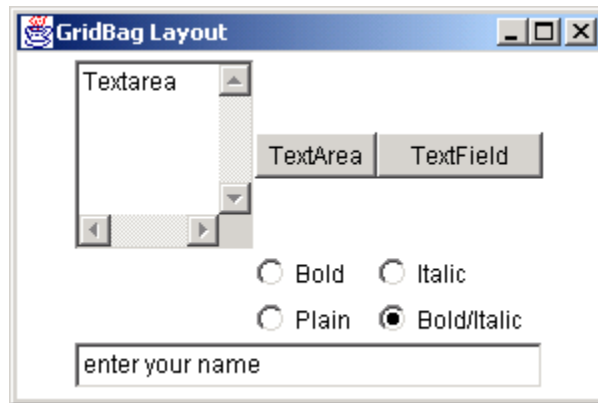 GridBag Layout
Textarea
TextArea TextField
Bold Italic
Plain Bold/Italic
enter your name